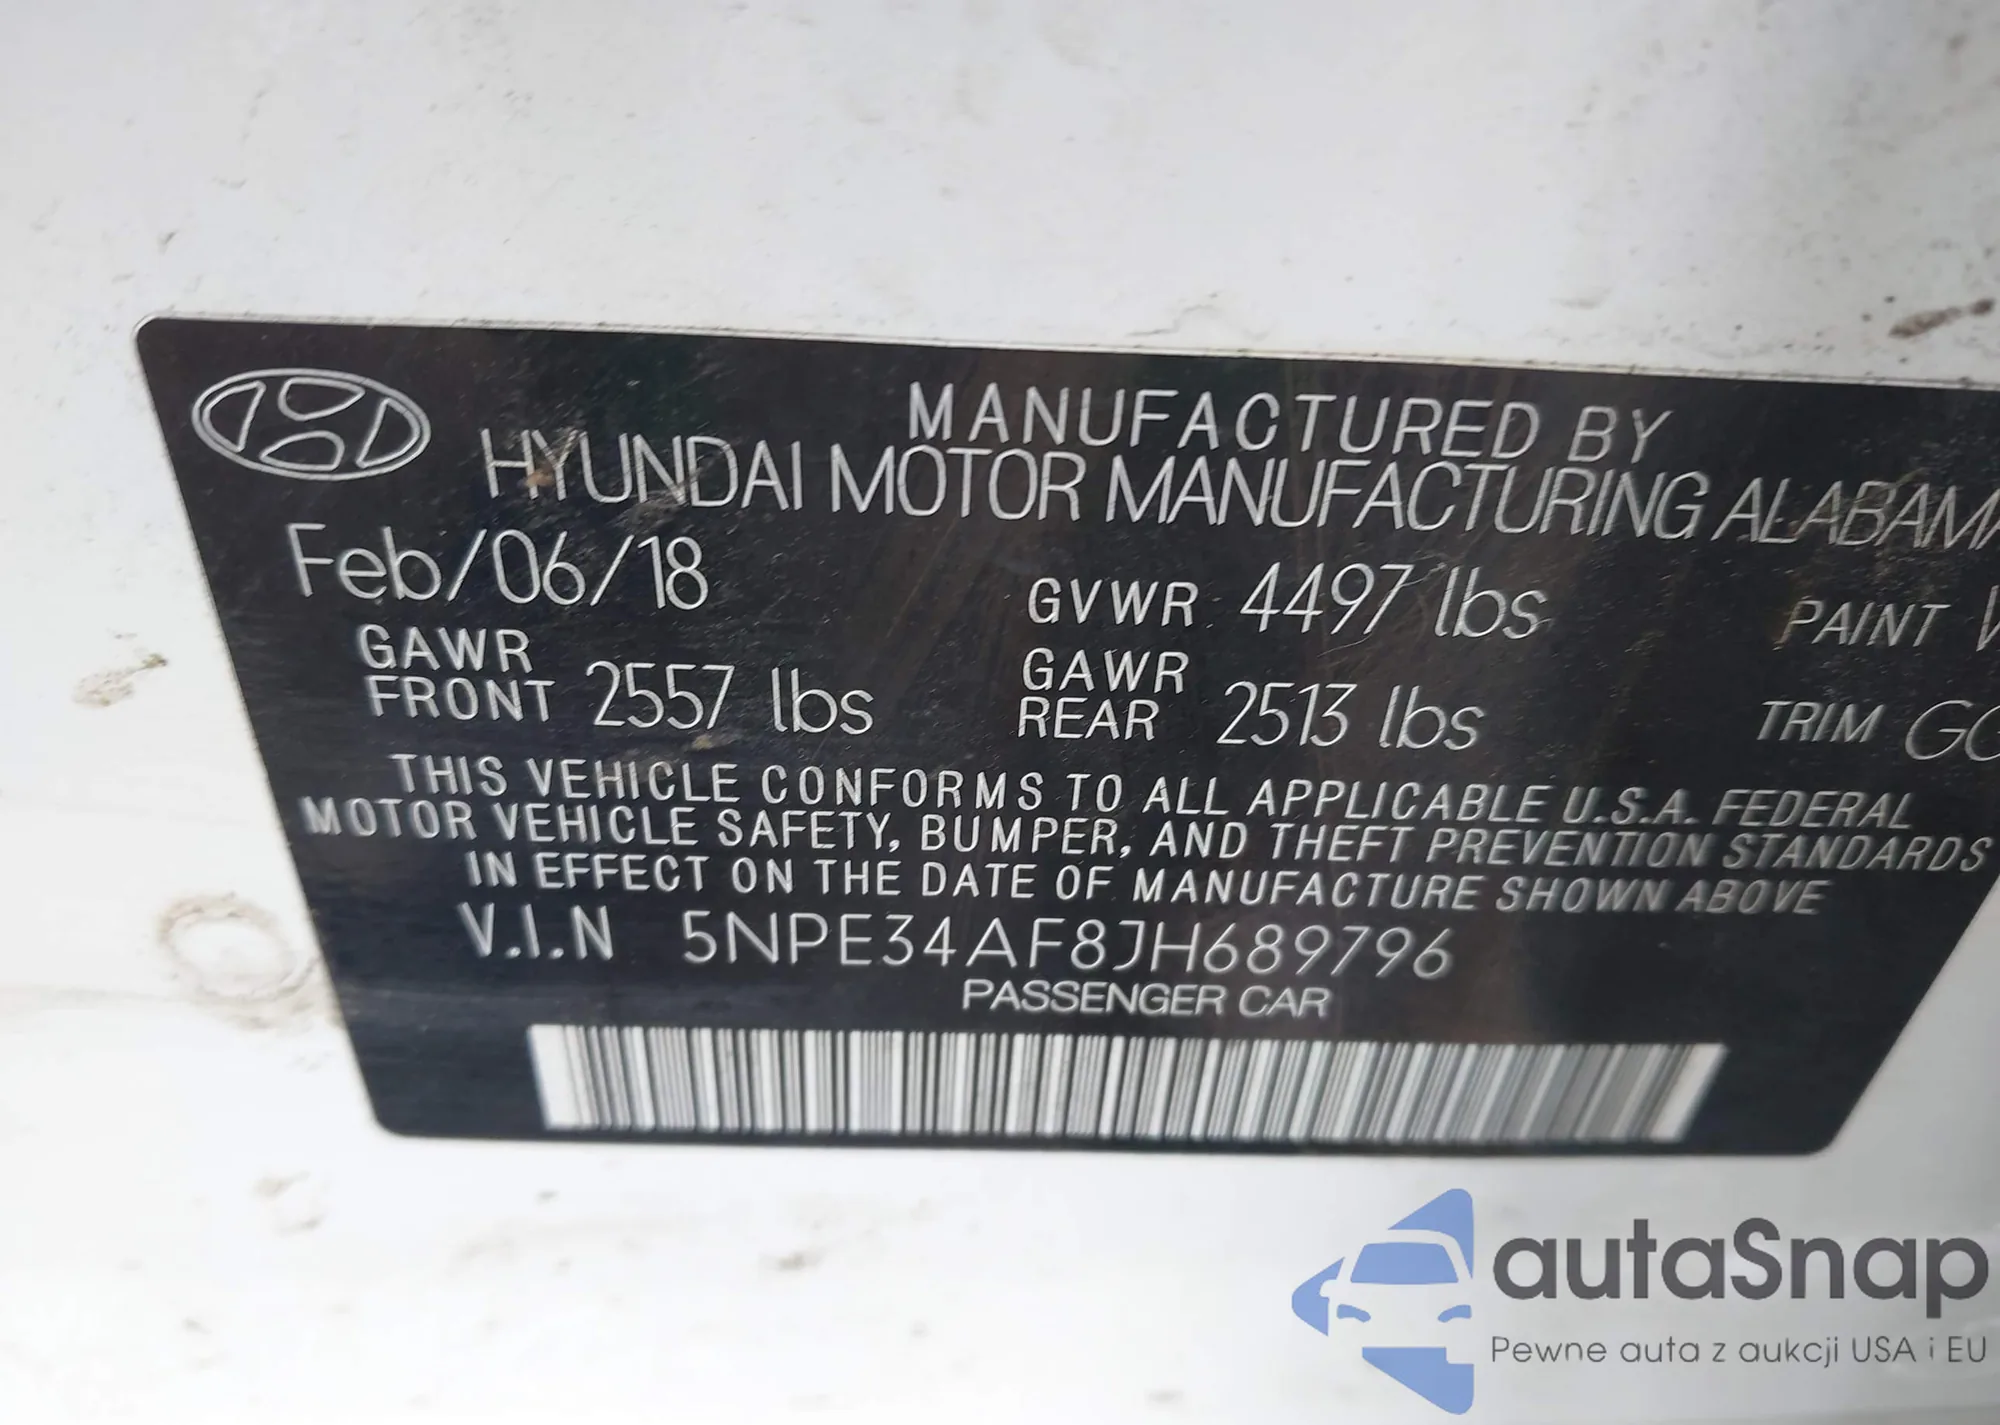 MANUFACTURED BY
HYUNDAI MOTOR MANUFACTURING ALABAMA
Feb/06/18 GVWR 4497 lbs PAINT
GAWR FRONT 2557 lbs GAWR REAR 2513 lbs TRIM
THIS VEHICLE CONFORMS TO ALL APPLICABLE U.S.A. FEDERAL
MOTOR VEHICLE SAFETY, BUMPER, AND THEFT PREVENTION STANDARDS
IN EFFECT ON THE DATE OF MANUFACTURE SHOWN ABOVE
V.I.N 5NPE34AF8JH689796
PASSENGER CAR
autaSnap
Pewne auta z aukcji USA i EU